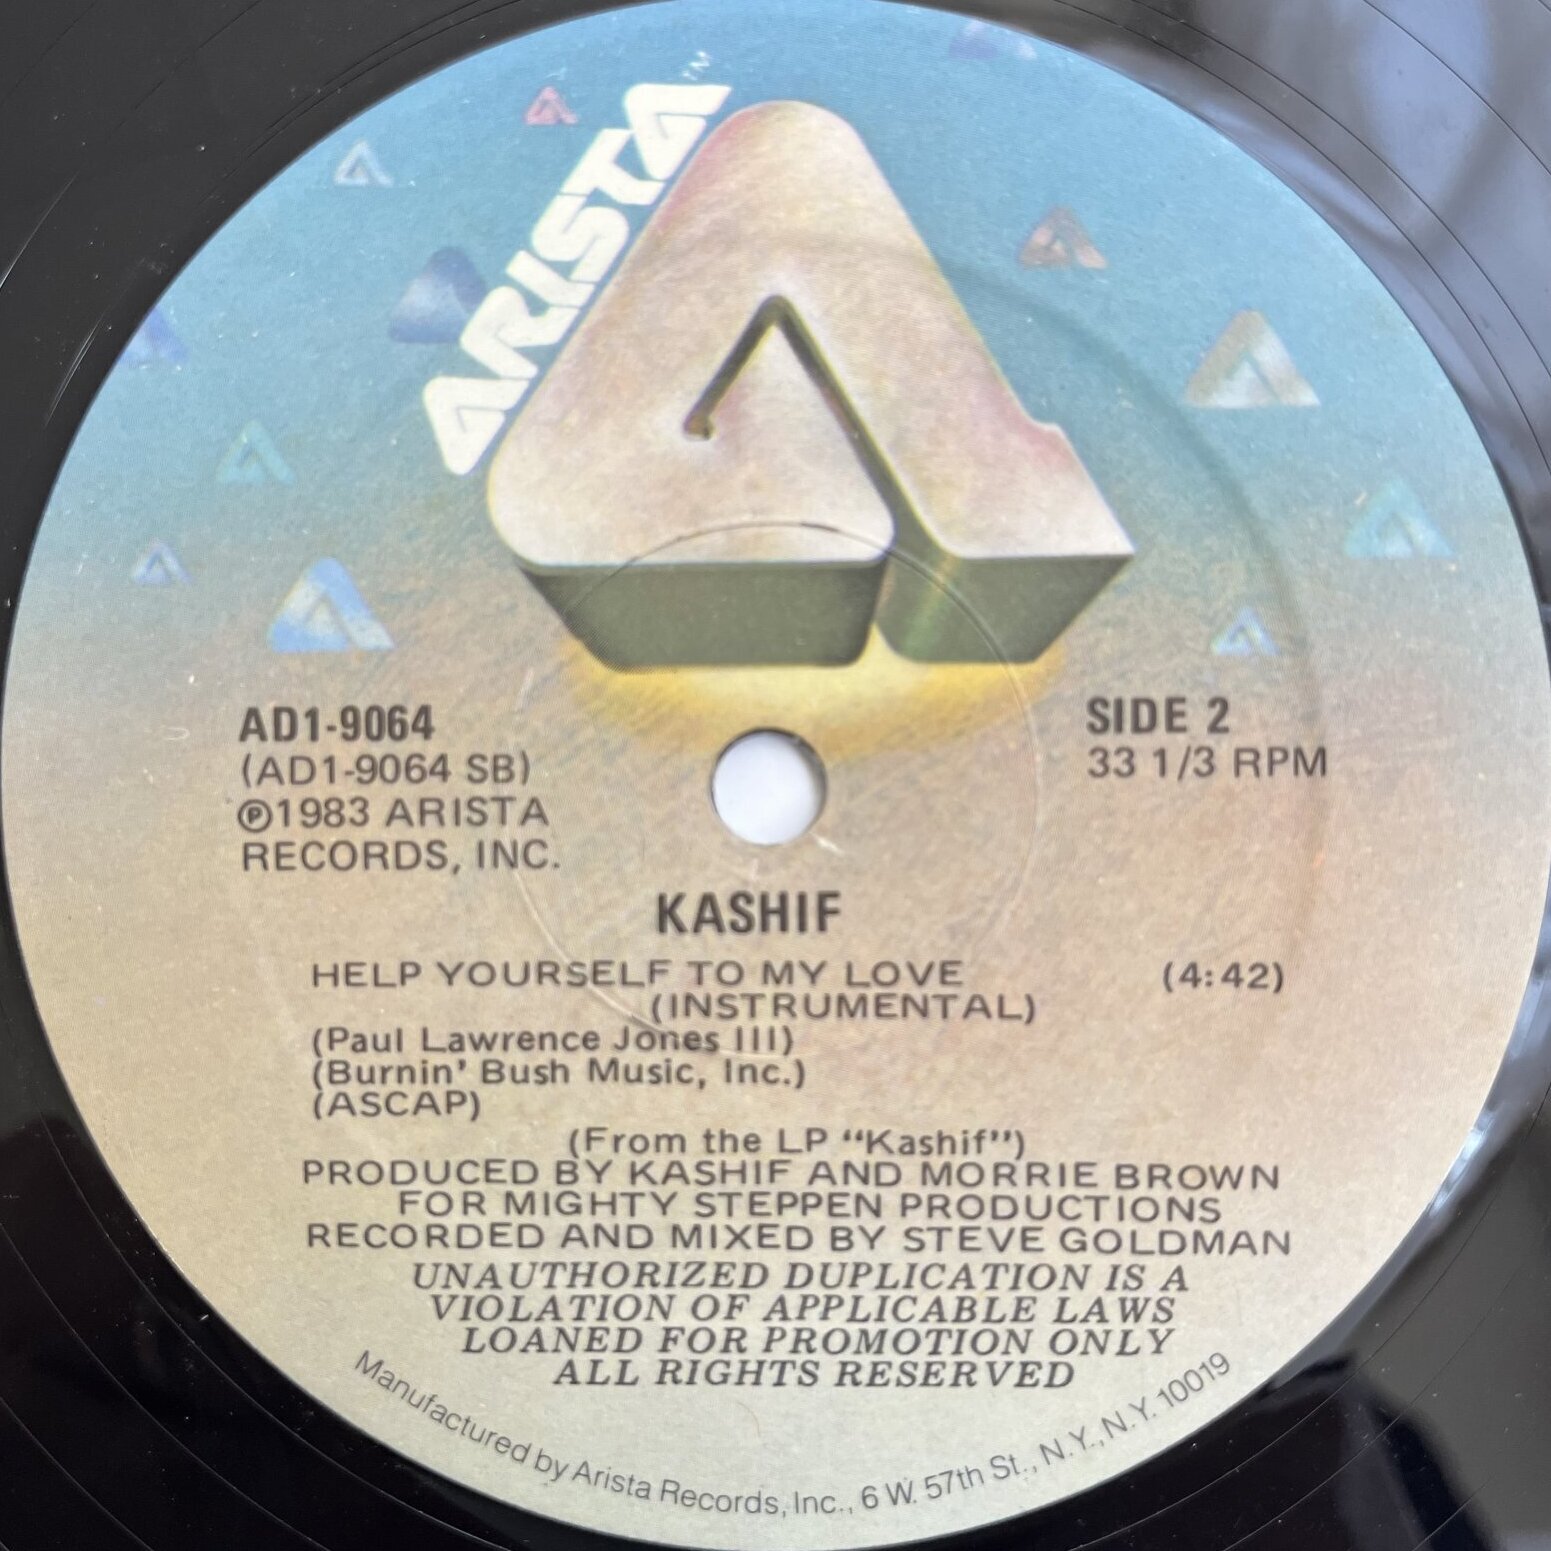 ARISTA™
AD1-9064
(AD1-9064 SB)
℗1983 ARISTA
RECORDS, INC.
SIDE 2
33 1/3 RPM
KASHIF
HELP YOURSELF TO MY LOVE (4:42)
(INSTRUMENTAL)
(Paul Lawrence Jones III)
(Burnin' Bush Music, Inc.)
(ASCAP)
(From the LP "Kashif")
PRODUCED BY KASHIF AND MORRIE BROWN
FOR MIGHTY STEPPEN PRODUCTIONS
RECORDED AND MIXED BY STEVE GOLDMAN
UNAUTHORIZED DUPLICATION IS A
VIOLATION OF APPLICABLE LAWS
LOANED FOR PROMOTION ONLY
ALL RIGHTS RESERVED
Manufactured by Arista Records, Inc., 6 W. 57th St., N.Y., N.Y. 10019